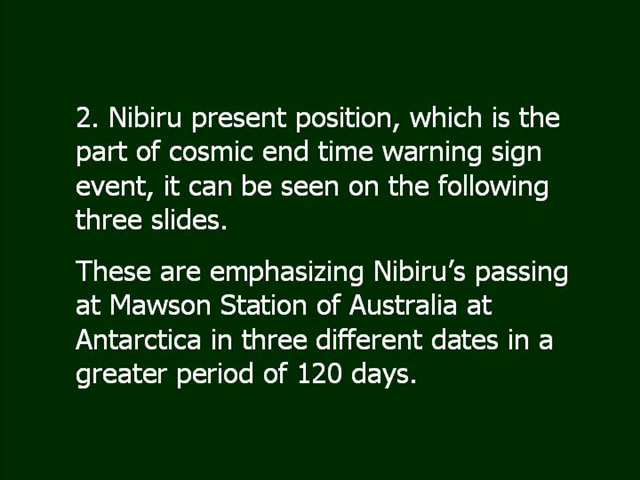 2. Nibiru present position, which is the
part of cosmic end time warning sign
event, it can be seen on the following
three slides.
These are emphasizing Nibiru’s passing
at Mawson Station of Australia at
Antarctica in three different dates in a
greater period of 120 days.